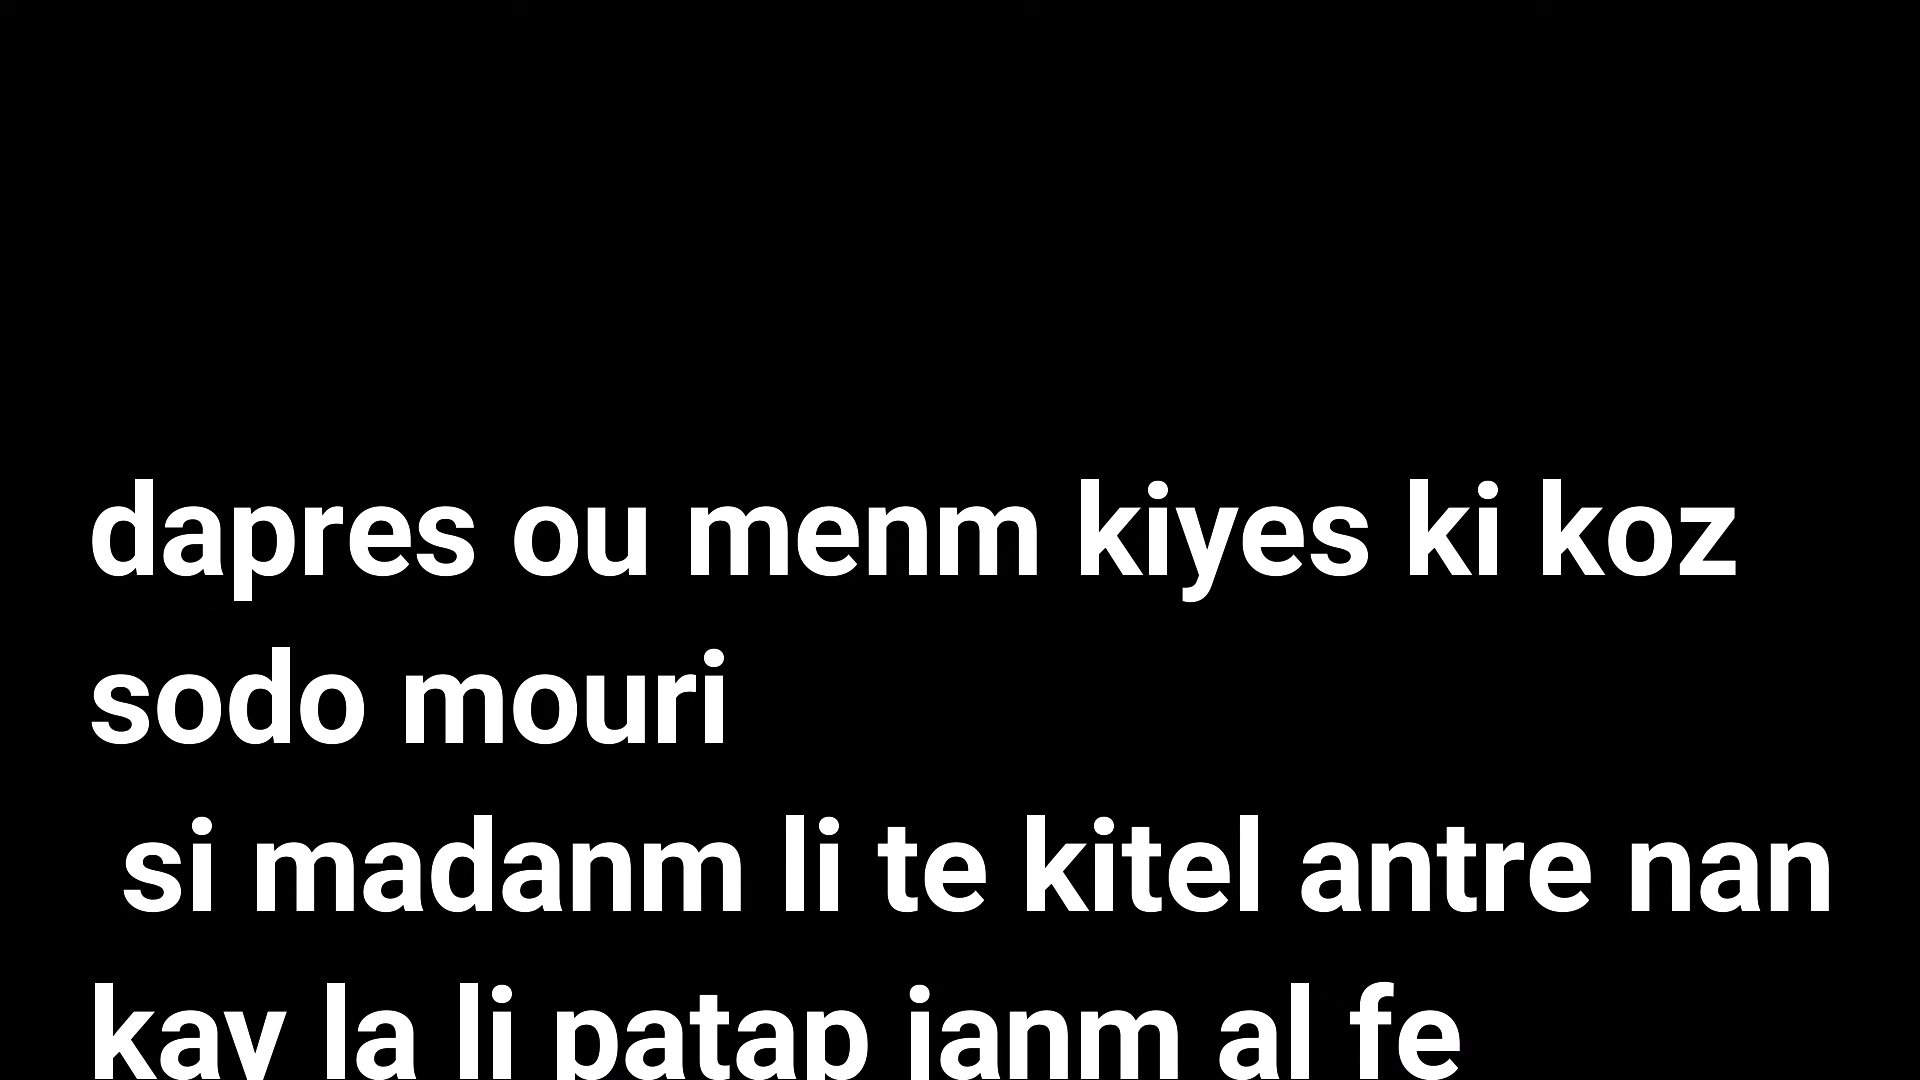 dapres ou menm kiyes ki koz
sodo mouri
si madanm li te kitel antre nan
kay la li patap janm al fe